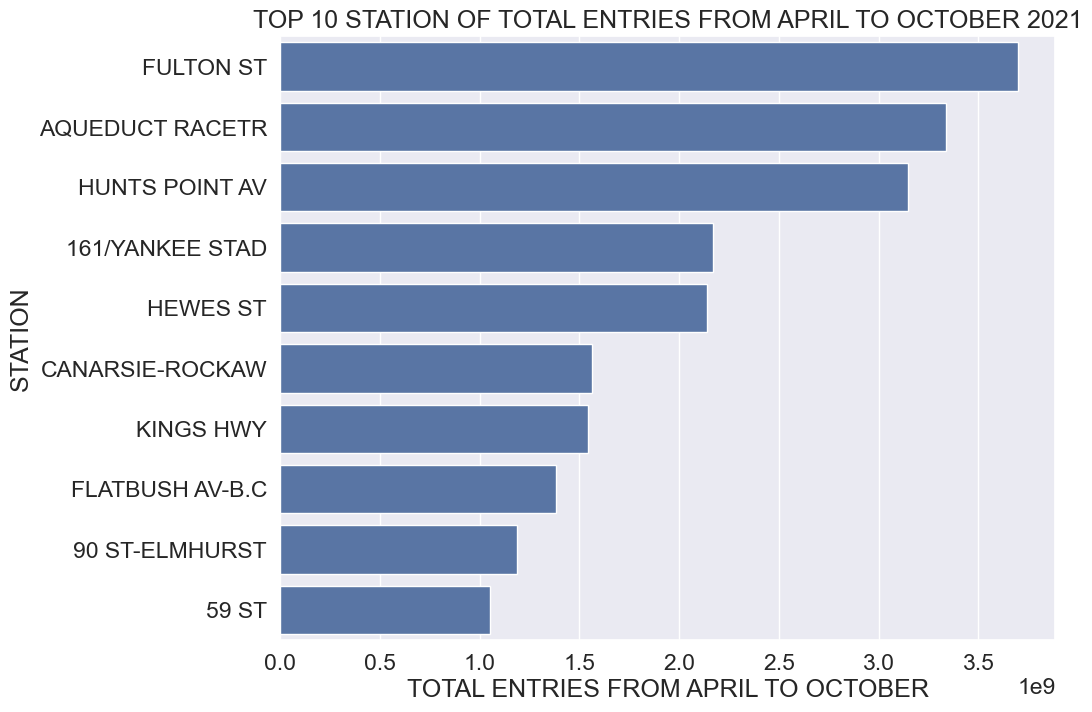 TOP 10 STATION OF TOTAL ENTRIES FROM APRIL TO OCTOBER 2021
STATION
FULTON ST
AQUEDUCT RACETR
HUNTS POINT AV
161/YANKEE STAD
HEWES ST
CANARSIE-ROCKAW
KINGS HWY
FLATBUSH AV-B.C
90 ST-ELMHURST
59 ST
0.0 0.5 1.0 1.5 2.0 2.5 3.0 3.5
1e9
TOTAL ENTRIES FROM APRIL TO OCTOBER